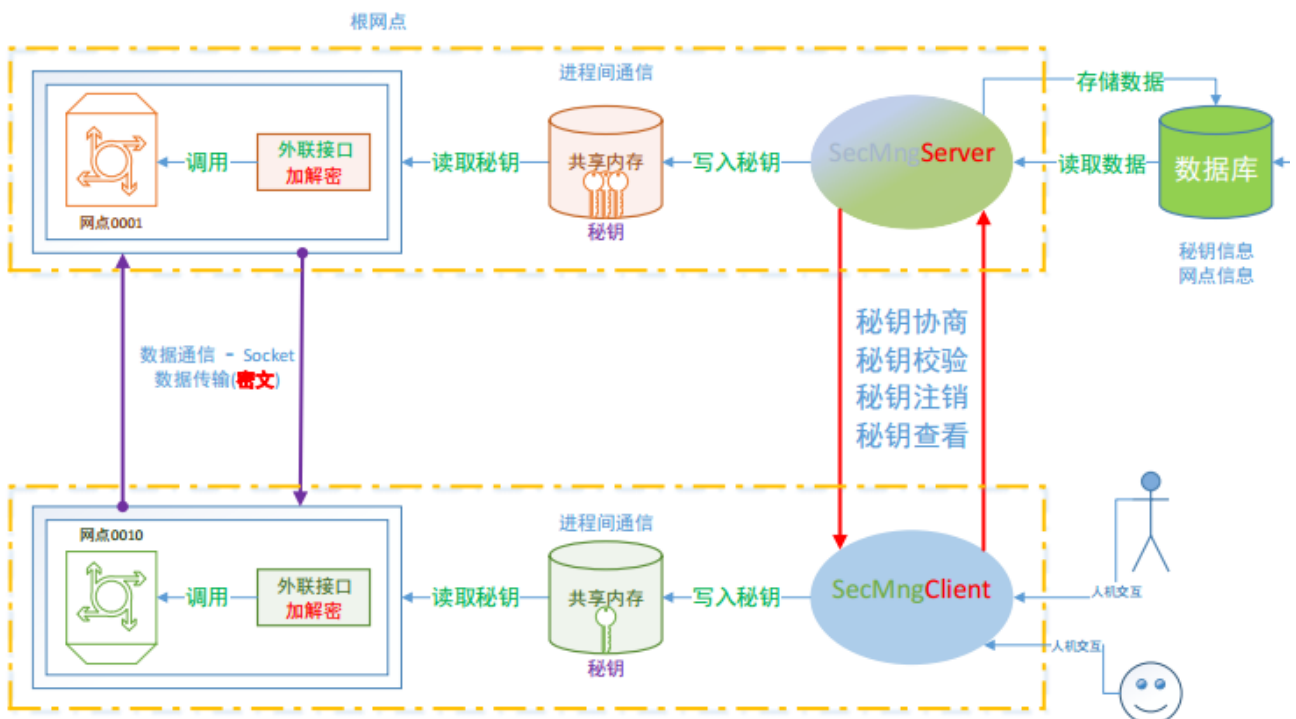 根网点
进程间通信
存储数据
外联接口
加解密
调用
读取秘钥
共享内存
写入秘钥
SecMngServer
读取数据
数据库
网点0001
秘钥
秘钥信息
网点信息
数据通信 - Socket
数据传输(密文)
秘钥协商
秘钥校验
秘钥注销
秘钥查看
网点0010
进程间通信
外联接口
加解密
调用
读取秘钥
共享内存
写入秘钥
SecMngClient
人机交互
秘钥
人机交互